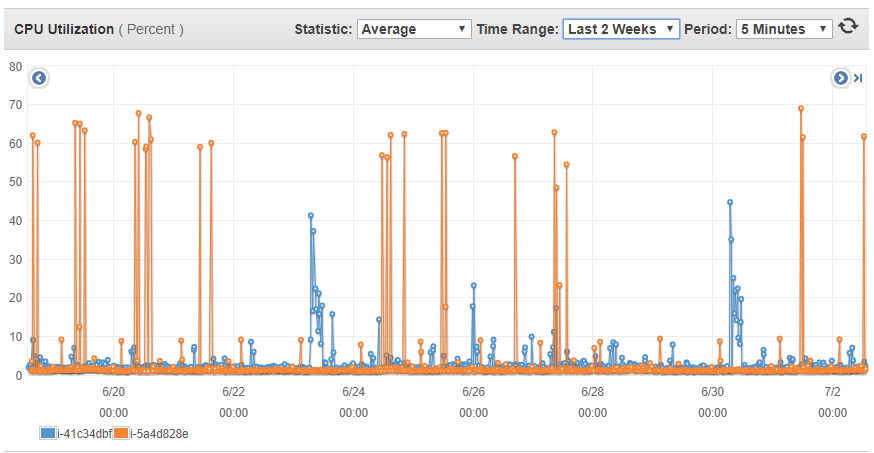 CPU Utilization ( Percent ) Statistic: Average Time Range: Last 2 Weeks Period: 5 Minutes
80
70
60
50
40
30
20
10
0
6/20 6/22 6/24 6/26 6/28 6/30 7/2
00:00 00:00 00:00 00:00 00:00 00:00 00:00
i-41c34dbf i-5a4d828e